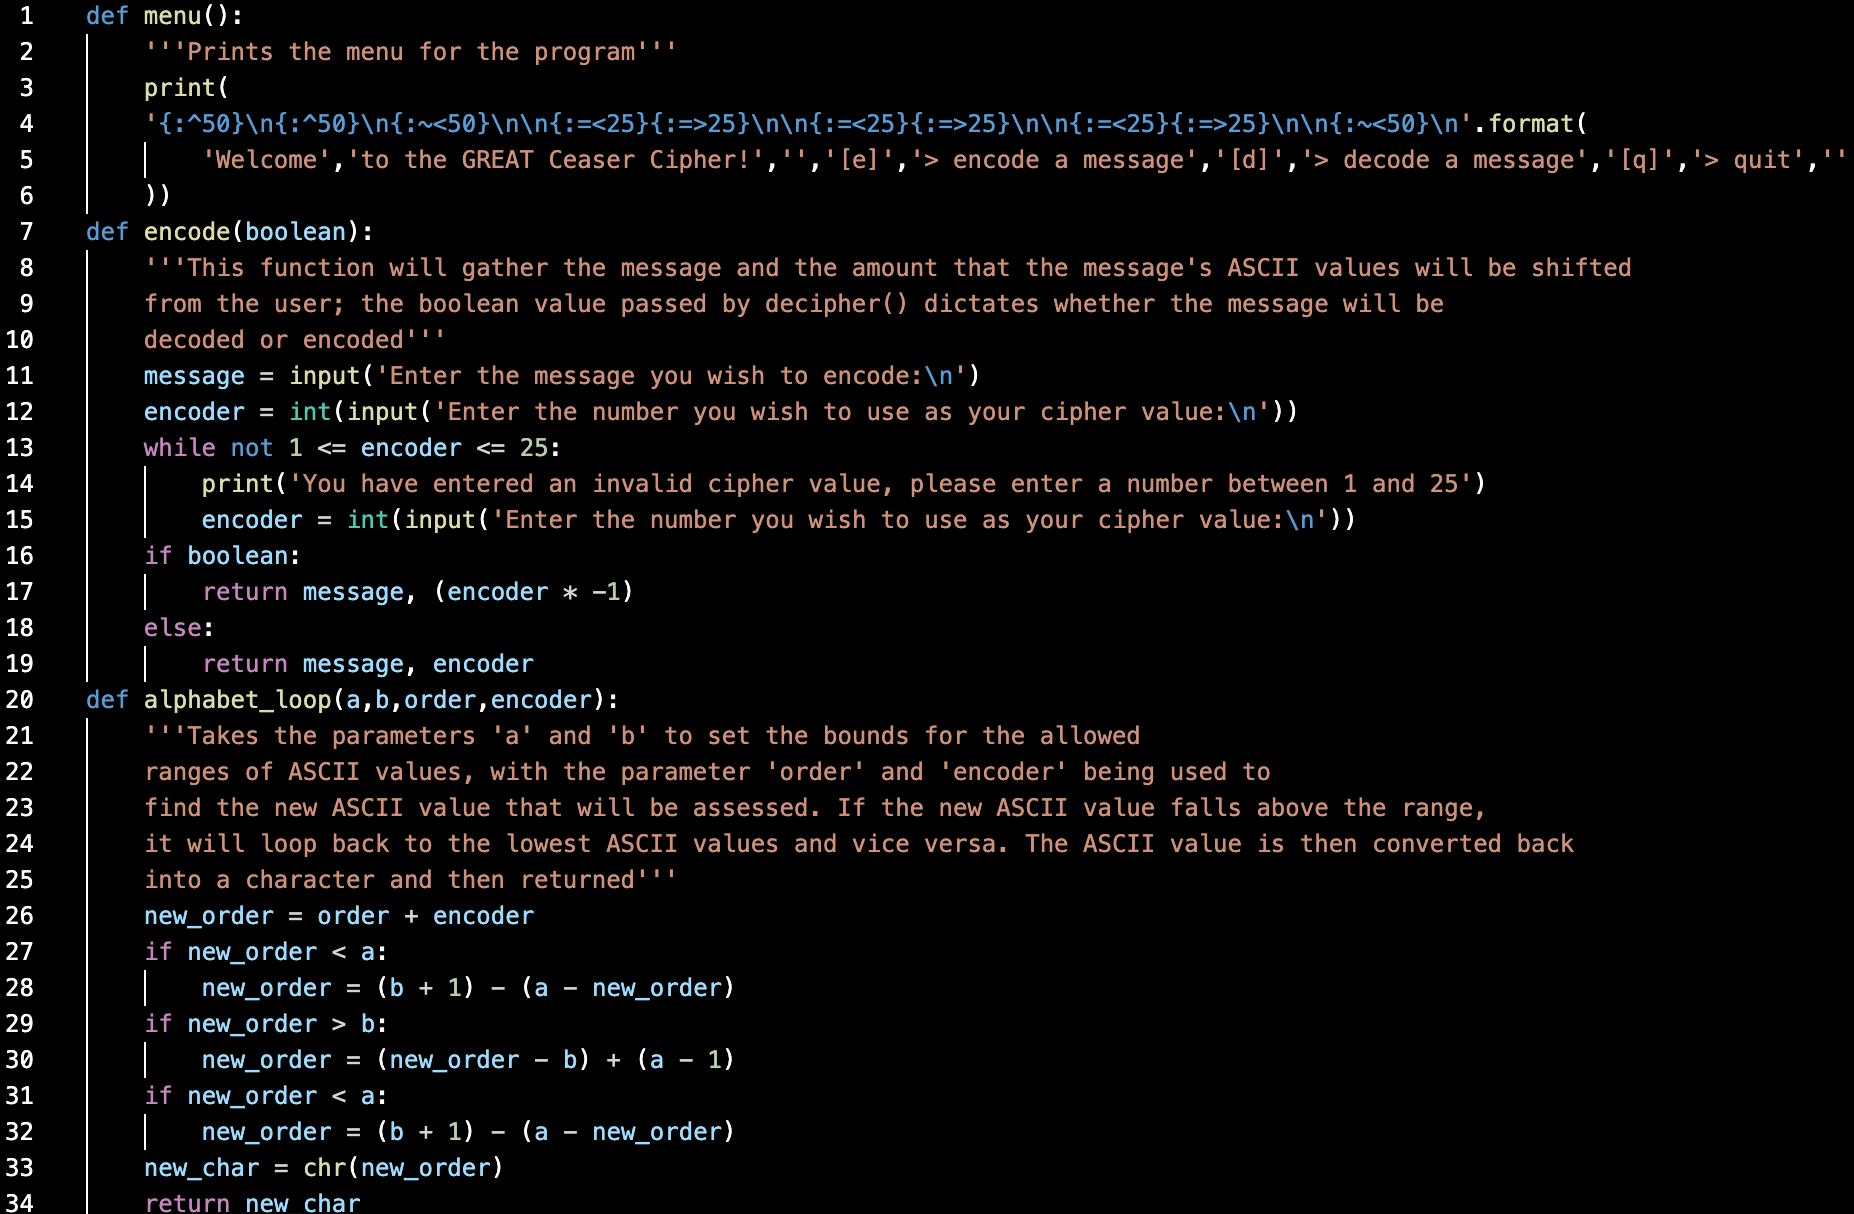 1 def menu():
2 '''Prints the menu for the program'''
3 print(
4 '{:^50}\n{:^50}\n{:~<50}\n\n{:=<25}{:=>25}\n\n{:=<25}{:=>25}\n\n{:=<25}{:=>25}\n\n{:~<50}\n'.format(
5 'Welcome','to the GREAT Ceaser Cipher!','','[e]','> encode a message','[d]','> decode a message','[q]','> quit',''
6 ))
7 def encode(boolean):
8 '''This function will gather the message and the amount that the message's ASCII values will be shifted
9 from the user; the boolean value passed by decipher() dictates whether the message will be
10 decoded or encoded'''
11 message = input('Enter the message you wish to encode:\n')
12 encoder = int(input('Enter the number you wish to use as your cipher value:\n'))
13 while not 1 <= encoder <= 25:
14 print('You have entered an invalid cipher value, please enter a number between 1 and 25')
15 encoder = int(input('Enter the number you wish to use as your cipher value:\n'))
16 if boolean:
17 return message, (encoder * -1)
18 else:
19 return message, encoder
20 def alphabet_loop(a,b,order,encoder):
21 '''Takes the parameters 'a' and 'b' to set the bounds for the allowed
22 ranges of ASCII values, with the parameter 'order' and 'encoder' being used to
23 find the new ASCII value that will be assessed. If the new ASCII value falls above the range,
24 it will loop back to the lowest ASCII values and vice versa. The ASCII value is then converted back
25 into a character and then returned'''
26 new_order = order + encoder
27 if new_order < a:
28 new_order = (b + 1) - (a - new_order)
29 if new_order > b:
30 new_order = (new_order - b) + (a - 1)
31 if new_order < a:
32 new_order = (b + 1) - (a - new_order)
33 new_char = chr(new_order)
34 return new_char